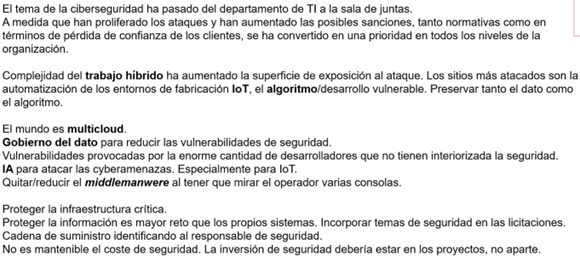 El tema de la ciberseguridad ha pasado del departamento de TI a la sala de juntas.
A medida que han proliferado los ataques y han aumentado las posibles sanciones, tanto normativas como en
términos de pérdida de confianza de los clientes, se ha convertido en una prioridad en todos los niveles de la
organización.

Complejidad del trabajo híbrido ha aumentado la superficie de exposición al ataque. Los sitios más atacados son la
automatización de los entornos de fabricación IoT, el algoritmo/desarrollo vulnerable. Preservar tanto el dato como
el algoritmo.

El mundo es multicloud.
Gobierno del dato para reducir las vulnerabilidades de seguridad.
Vulnerabilidades provocadas por la enorme cantidad de desarrolladores que no tienen interiorizada la seguridad.
IA para atacar las cyberamenazas. Especialmente para IoT.
Quitar/reducir el middlemanwere al tener que mirar el operador varias consolas.

Proteger la infraestructura crítica.
Proteger la información es mayor reto que los propios sistemas. Incorporar temas de seguridad en las licitaciones.
Cadena de suministro identificando al responsable de seguridad.
No es mantenible el coste de seguridad. La inversión de seguridad debería estar en los proyectos, no aparte.